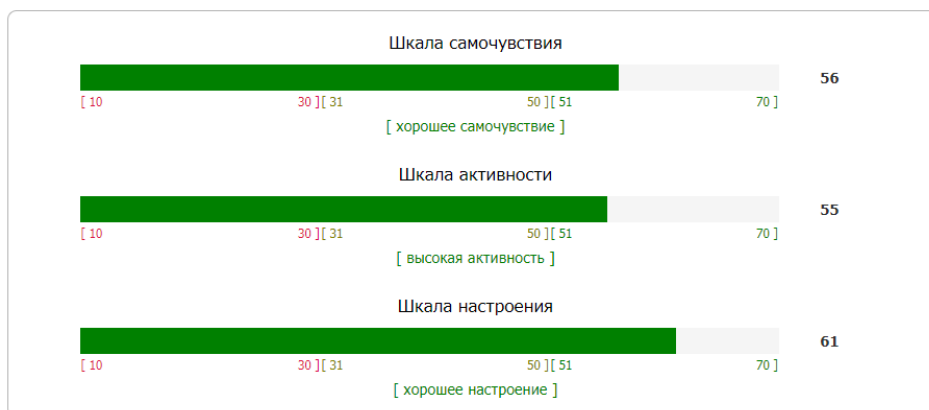 Шкала самочувствия
56
[ 10 30 ][ 31 50 ][ 51 70 ]
[ хорошее самочувствие ]
Шкала активности
55
[ 10 30 ][ 31 50 ][ 51 70 ]
[ высокая активность ]
Шкала настроения
61
[ 10 30 ][ 31 50 ][ 51 70 ]
[ хорошее настроение ]